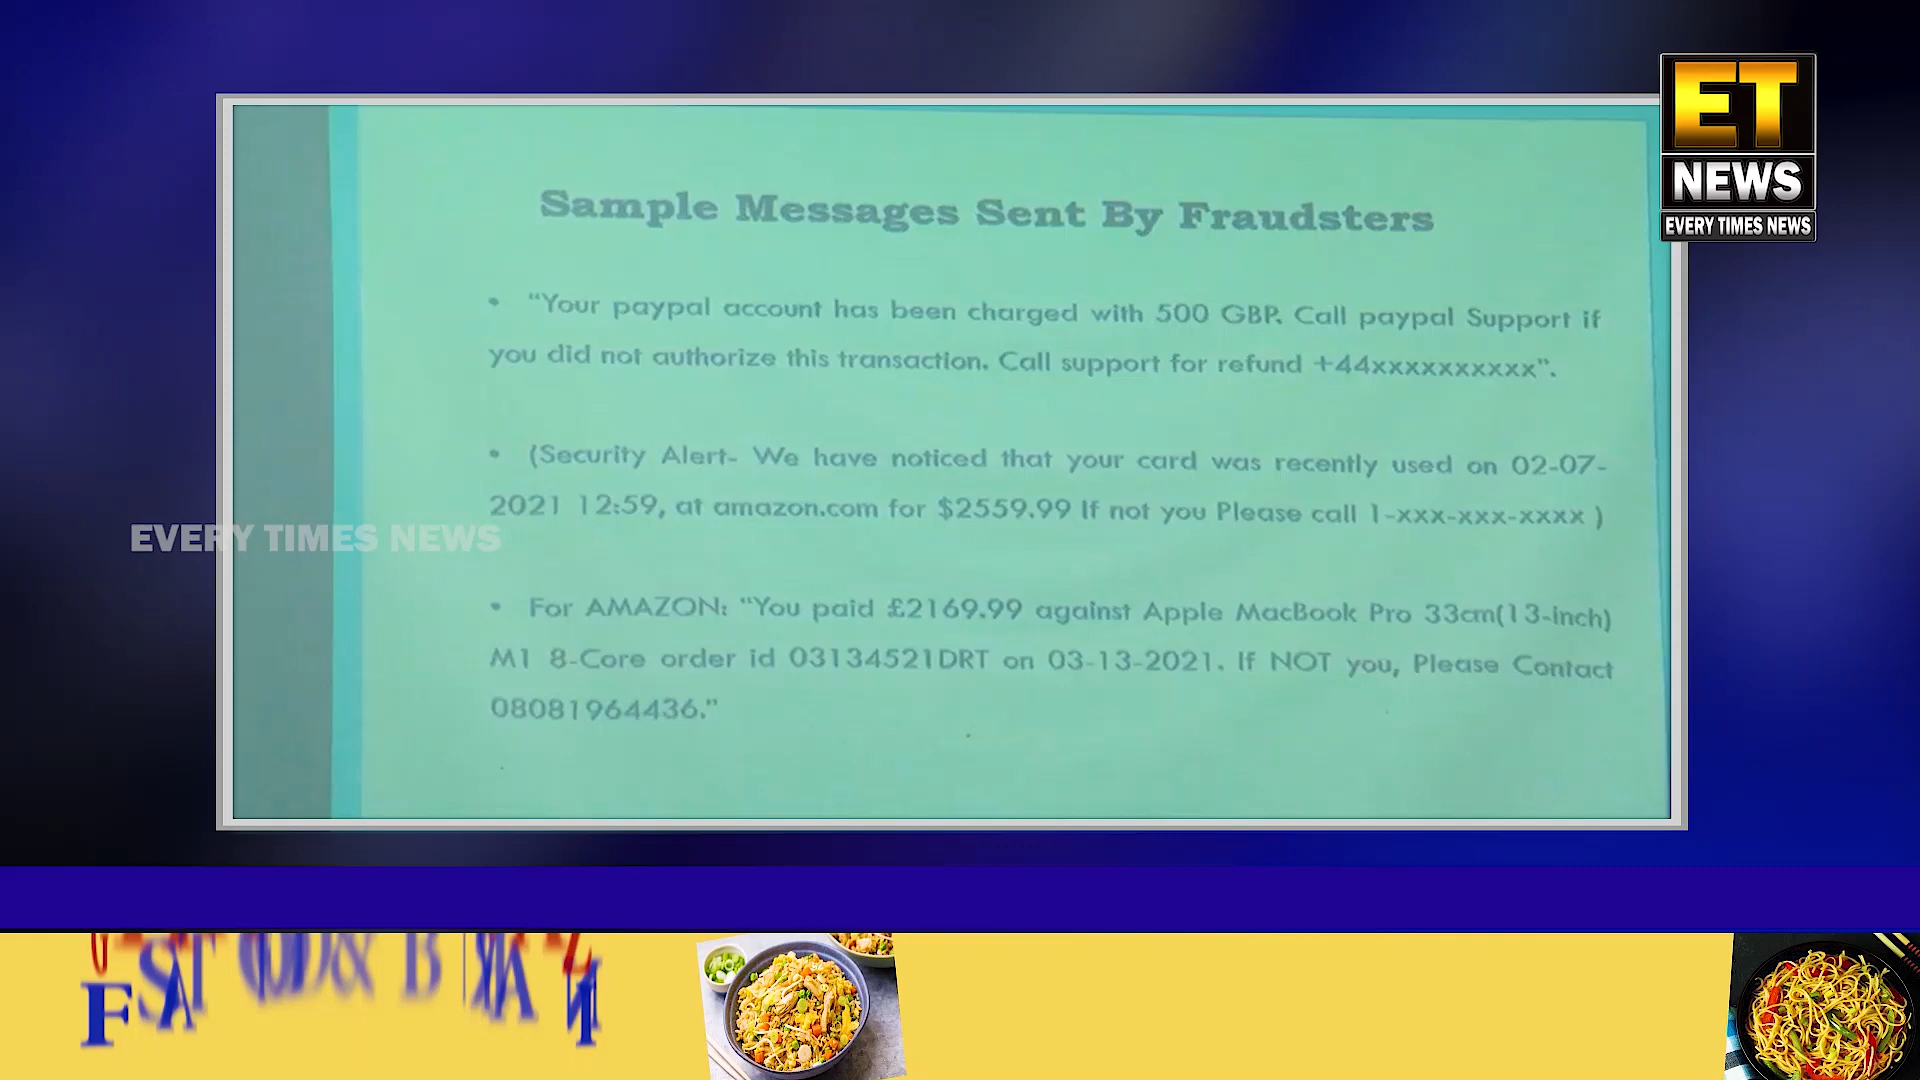 ET
NEWS
EVERY TIMES NEWS
Sample Messages Sent By Fraudsters
• “Your paypal account has been charged with 500 GBP. Call paypal Support if
you did not authorize this transaction. Call support for refund +44xxxxxxxxxx”.
• (Security Alert- We have noticed that your card was recently used on 02-07-
2021 12:59, at amazon.com for $2559.99 If not you Please call 1-xxx-xxx-xxxx )
EVERY TIMES NEWS
• For AMAZON: “You paid £2169.99 against Apple MacBook Pro 33cm(13-inch)
M1 8-Core order id 03134521DRT on 03-13-2021. If NOT you, Please Contact
08081964436.”